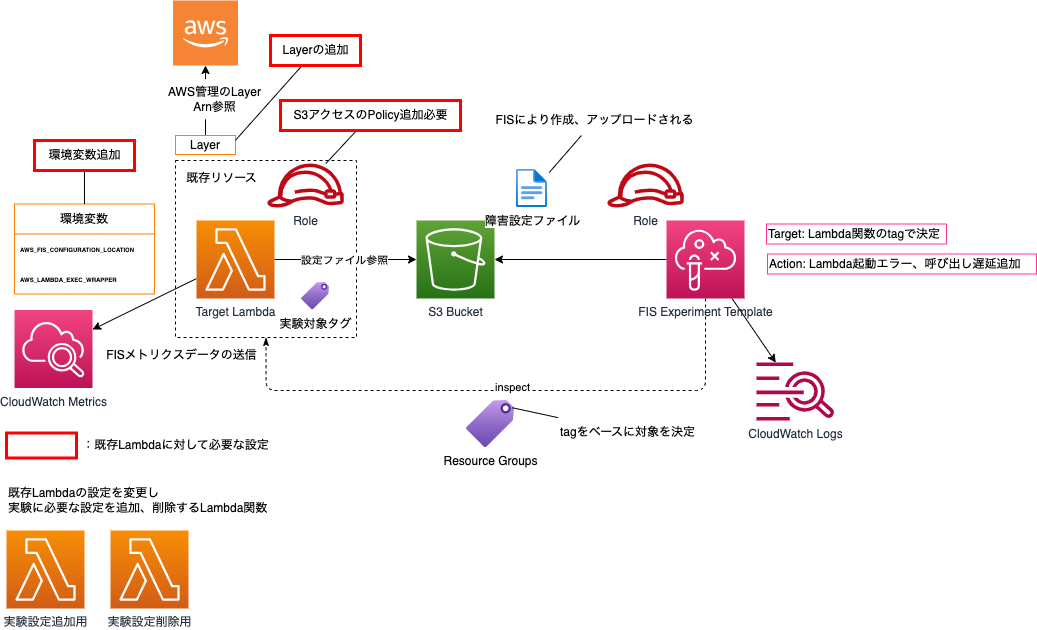 aws
Layerの追加
AWS管理のLayer
Arn参照
S3アクセスのPolicy追加必要
FISにより作成、アップロードされる
Layer
環境変数追加
既存リソース
環境変数
Role
障害設定ファイル
Role
AWS_FIS_CONFIGURATION_LOCATION
AWS_LAMBDA_EXEC_WRAPPER
設定ファイル参照
Target: Lambda関数のtagで決定
Action: Lambda起動エラー、呼び出し遅延追加
Target Lambda
実験対象タグ
S3 Bucket
FIS Experiment Template
FISメトリクスデータの送信
CloudWatch Metrics
inspect
tagをベースに対象を決定
CloudWatch Logs
Resource Groups
：既存Lambdaに対して必要な設定
既存Lambdaの設定を変更し
実験に必要な設定を追加、削除するLambda関数
実験設定追加用
実験設定削除用